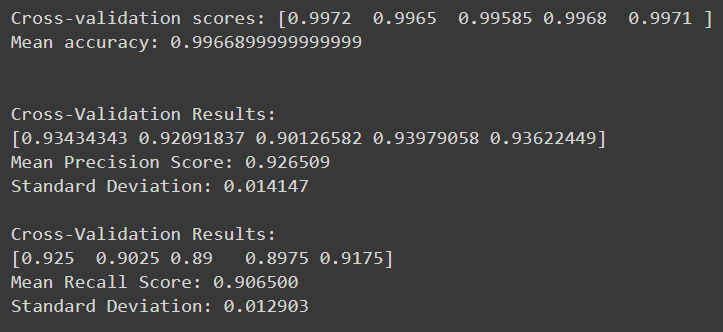 Cross-validation scores: [0.9972  0.9965  0.99585 0.9968  0.9971 ]
Mean accuracy: 0.9966899999999999
Cross-Validation Results:
[0.93434343 0.92091837 0.90126582 0.93979058 0.93622449]
Mean Precision Score: 0.926509
Standard Deviation: 0.014147
Cross-Validation Results:
[0.925  0.9025 0.89   0.8975 0.9175]
Mean Recall Score: 0.906500
Standard Deviation: 0.012903